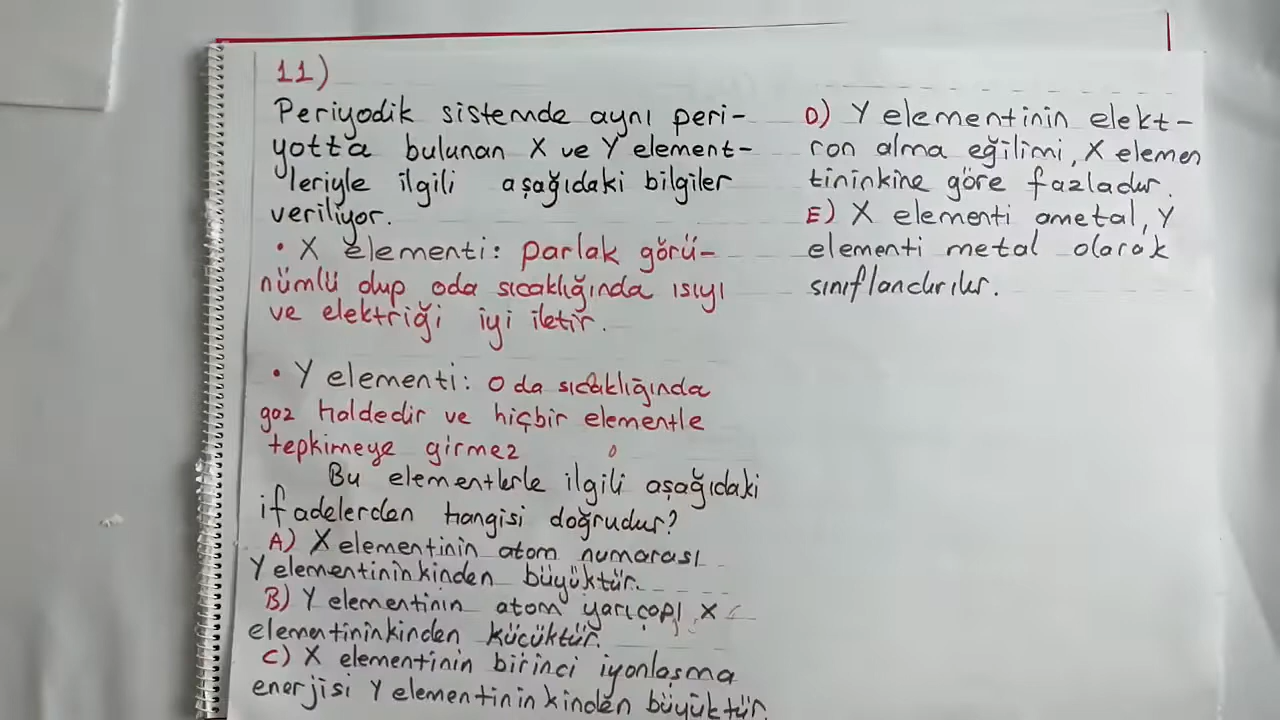 11)
Periyodik sistemde aynı peri-
yotta bulunan X ve Y element-
leriyle ilgili aşağıdaki bilgiler
veriliyor.
• X elementi: parlak görü-
nümlü olup oda sıcaklığında ısıyı
ve elektriği iyi iletir.
• Y elementi: Oda sıcaklığında
gaz haldedir ve hiçbir elementle
tepkimeye girmez
Bu elementlerle ilgili aşağıdaki
ifadelerden hangisi doğrudur?
A) X elementinin atom numarası
Y elementininkinden büyüktür.
B) Y elementinin atom yarıçapı X
elementininkinden küçüktür.
C) X elementinin birinci iyonlaşma
enerjisi Y elementininkinden büyüktür.
D) Y elementinin elekt-
ron alma eğilimi, X elemen
tininkine göre fazladır.
E) X elementi ametal, Y
elementi metal olarak
sınıflandırılır.